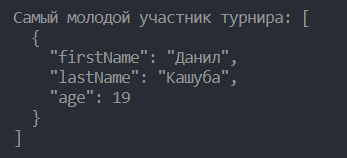 Самый молодой участник турнира: [
  {
    "firstName": "Данил",
    "lastName": "Кашуба",
    "age": 19
  }
]